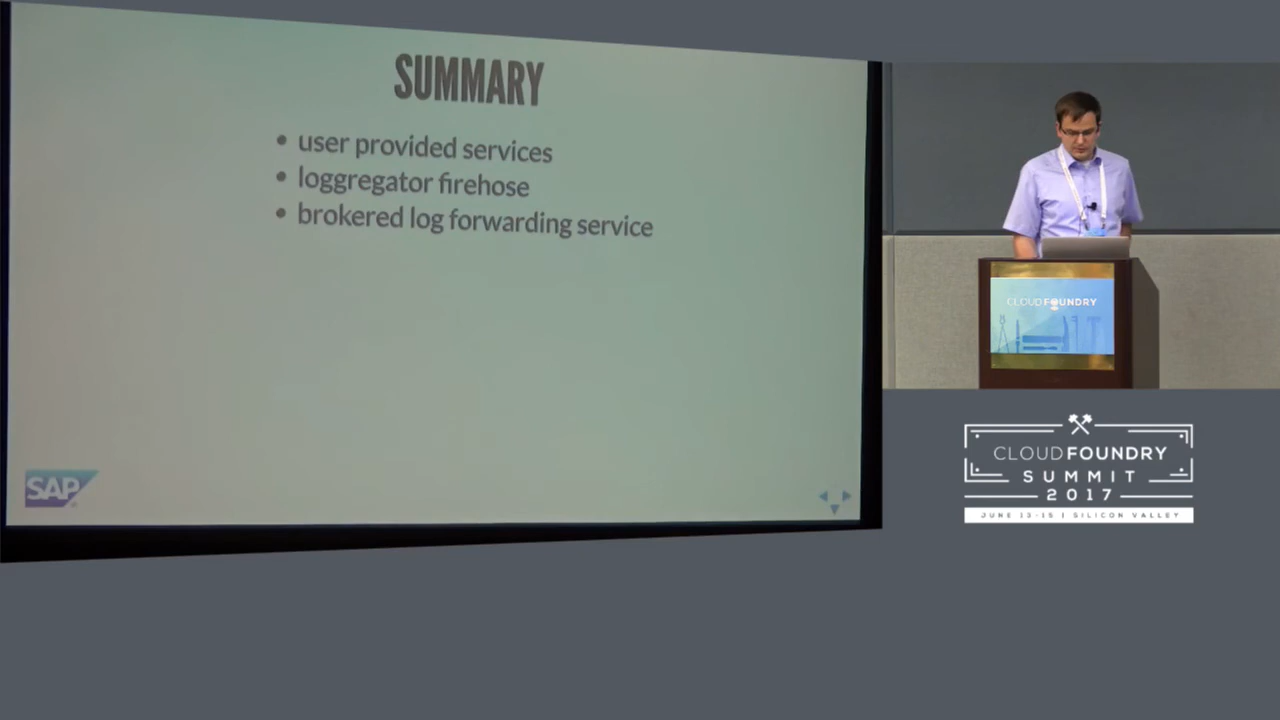 SUMMARY
• user provided services
• loggregator firehose
• brokered log forwarding service
SAP
CLOUD FOUNDRY
CLOUD FOUNDRY
SUMMIT
2017
JUNE 13-15 | SILICON VALLEY